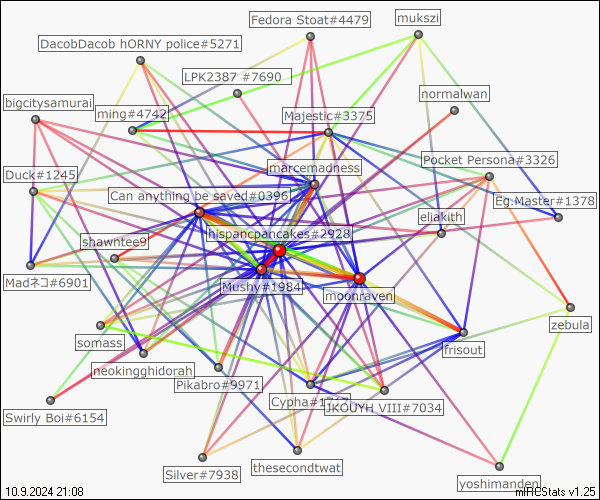 Fedora Stoat#4479
mukszi
DacobDacob hORNY police#5271
LPK2387 #7690
normalwan
bigcitysamurai
ming#4742
Majestic#3375
Pocket Persona#3326
marcemadness
Duck#1245
Can anything be saved#0396
Eg.Master#1378
eliakith
hispancpancakes#2928
shawntee9
Madネコ#6901
Mushy#1984
moonraven
zebula
somass
frisout
neokingghidorah
Pikabro#9971
Swirly Boi#6154
JKOUYH VIII#7034
Silver#7938
thesecondtwat
yoshimanden
10.9.2024 21:08
mIRCStats v1.25